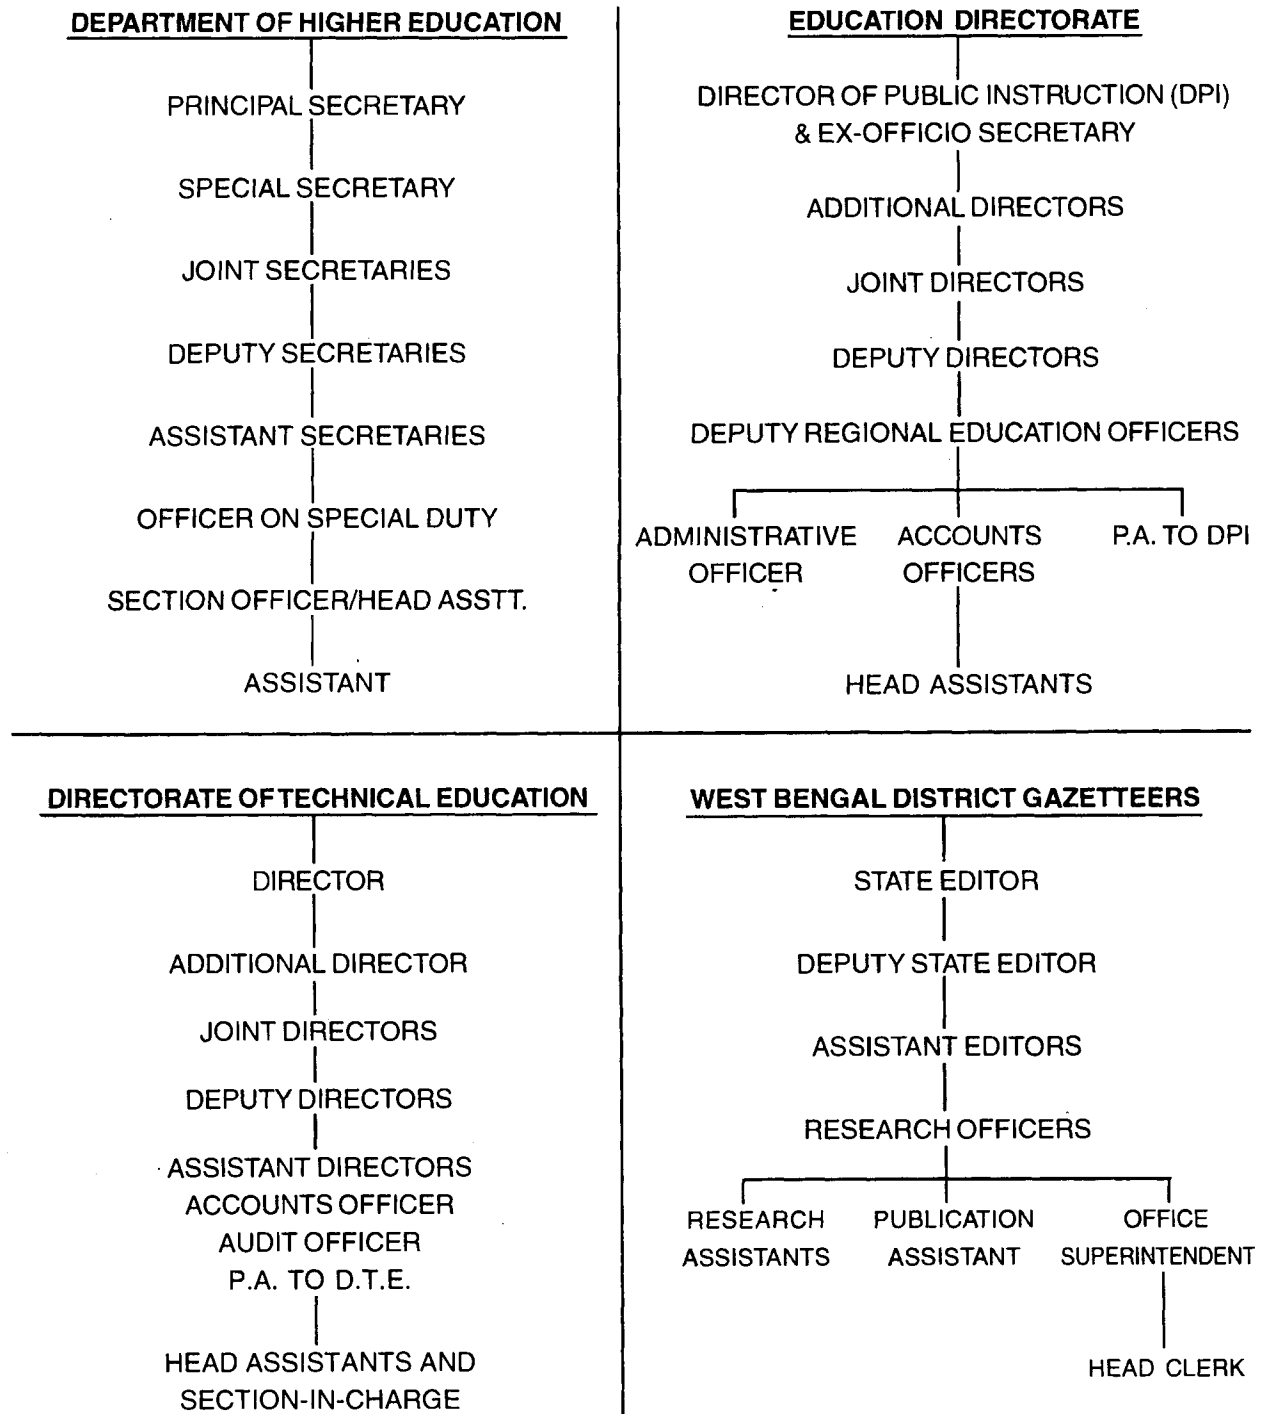 DEPARTMENT OF HIGHER EDUCATION
PRINCIPAL SECRETARY
SPECIAL SECRETARY
JOINT SECRETARIES
DEPUTY SECRETARIES
ASSISTANT SECRETARIES
OFFICER ON SPECIAL DUTY
SECTION OFFICER/HEAD ASSTT.
ASSISTANT
EDUCATION DIRECTORATE
DIRECTOR OF PUBLIC INSTRUCTION (DPI)
& EX-OFFICIO SECRETARY
ADDITIONAL DIRECTORS
JOINT DIRECTORS
DEPUTY DIRECTORS
DEPUTY REGIONAL EDUCATION OFFICERS
ADMINISTRATIVE
OFFICER
ACCOUNTS
OFFICERS
P.A. TO DPI
HEAD ASSISTANTS
DIRECTORATE OF TECHNICAL EDUCATION
DIRECTOR
ADDITIONAL DIRECTOR
JOINT DIRECTORS
DEPUTY DIRECTORS
ASSISTANT DIRECTORS
ACCOUNTS OFFICER
AUDIT OFFICER
P.A. TO D.T.E.
HEAD ASSISTANTS AND
SECTION-IN-CHARGE
WEST BENGAL DISTRICT GAZETTEERS
STATE EDITOR
DEPUTY STATE EDITOR
ASSISTANT EDITORS
RESEARCH OFFICERS
RESEARCH
ASSISTANTS
PUBLICATION
ASSISTANT
OFFICE
SUPERINTENDENT
HEAD CLERK